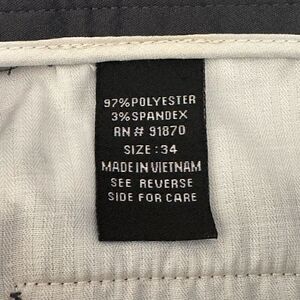 97% POLYESTER
3% SPANDEX
RN # 91870
SIZE : 34
MADE IN VIETNAM
SEE REVERSE
SIDE FOR CARE